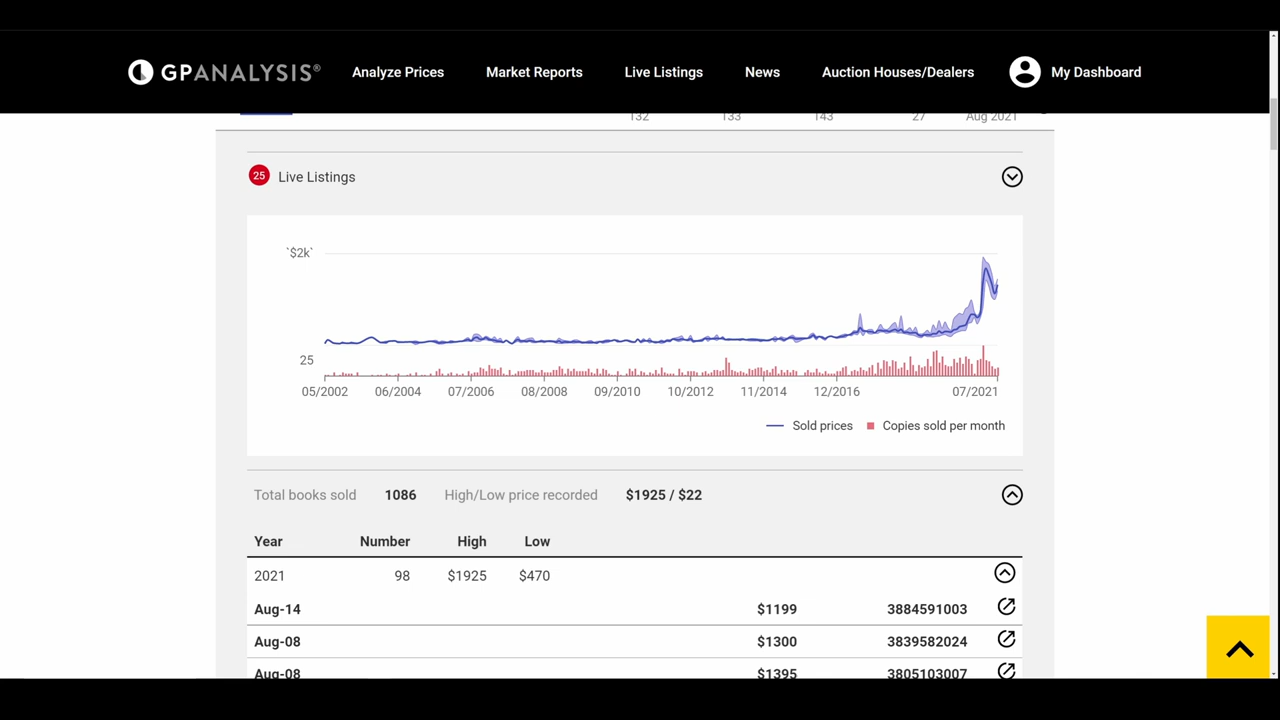 GPANALYSIS® Analyze Prices Market Reports Live Listings News Auction Houses/Dealers My Dashboard
132 133 143 27 Aug 2021
25 Live Listings
`$2k`
25
05/2002 06/2004 07/2006 08/2008 09/2010 10/2012 11/2014 12/2016 07/2021
Sold prices Copies sold per month
Total books sold 1086 High/Low price recorded $1925 / $22
Year Number High Low
2021 98 $1925 $470
Aug-14 $1199 3884591003
Aug-08 $1300 3839582024
Aug-08 $1395 3805103007